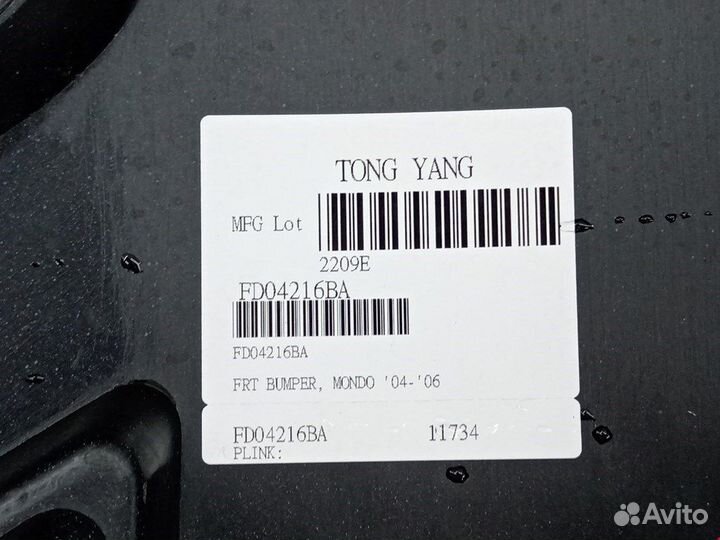 TONG YANG
MFG Lot
2209E
FD04216BA
FD04216BA
FRT BUMPER, MONDO '04-'06
FD04216BA 11734
PLINK:
Avito